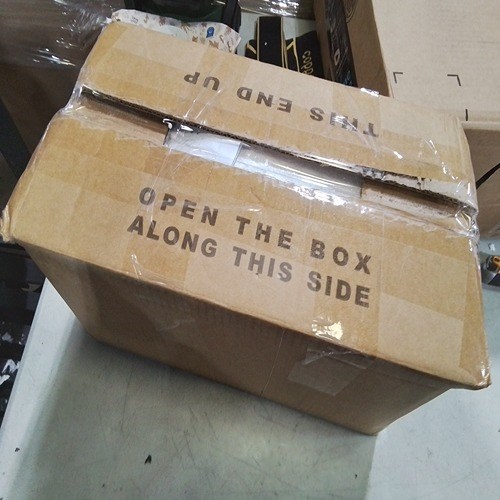 THIS END UP
OPEN THE BOX
ALONG THIS SIDE